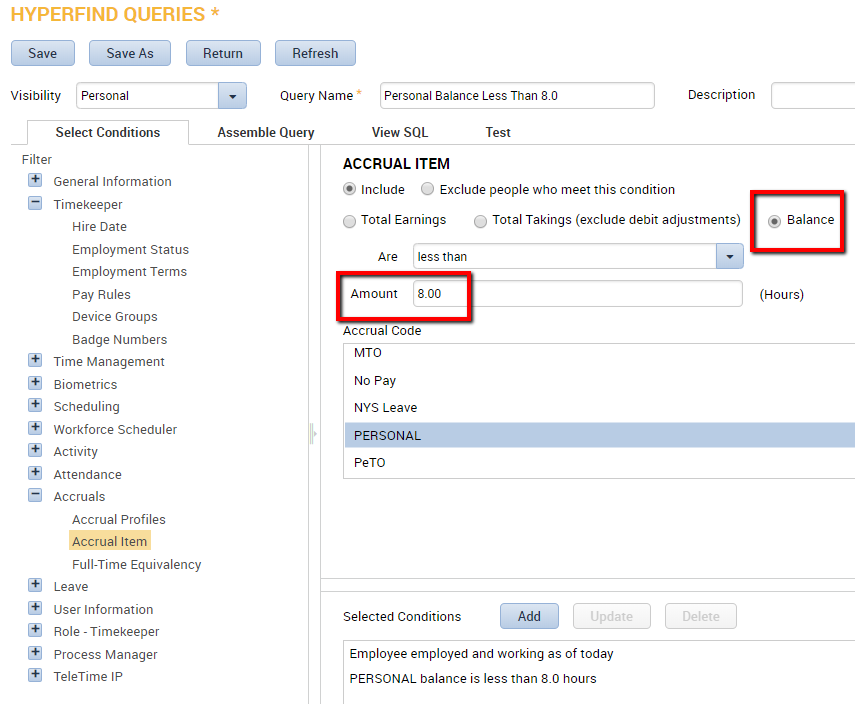 HYPERFIND QUERIES *
Save Save As Return Refresh
Visibility Personal Query Name * Personal Balance Less Than 8.0 Description
Select Conditions Assemble Query View SQL Test
Filter
General Information
Timekeeper
Hire Date
Employment Status
Employment Terms
Pay Rules
Device Groups
Badge Numbers
Time Management
Biometrics
Scheduling
Workforce Scheduler
Activity
Attendance
Accruals
Accrual Profiles
Accrual Item
Full-Time Equivalency
Leave
User Information
Role - Timekeeper
Process Manager
TeleTime IP
ACCRUAL ITEM
Include Exclude people who meet this condition
Total Earnings Total Takings (exclude debit adjustments) Balance
Are less than
Amount 8.00 (Hours)
Accrual Code
MTO
No Pay
NYS Leave
PERSONAL
PeTO
Selected Conditions Add Update Delete
Employee employed and working as of today
PERSONAL balance is less than 8.0 hours